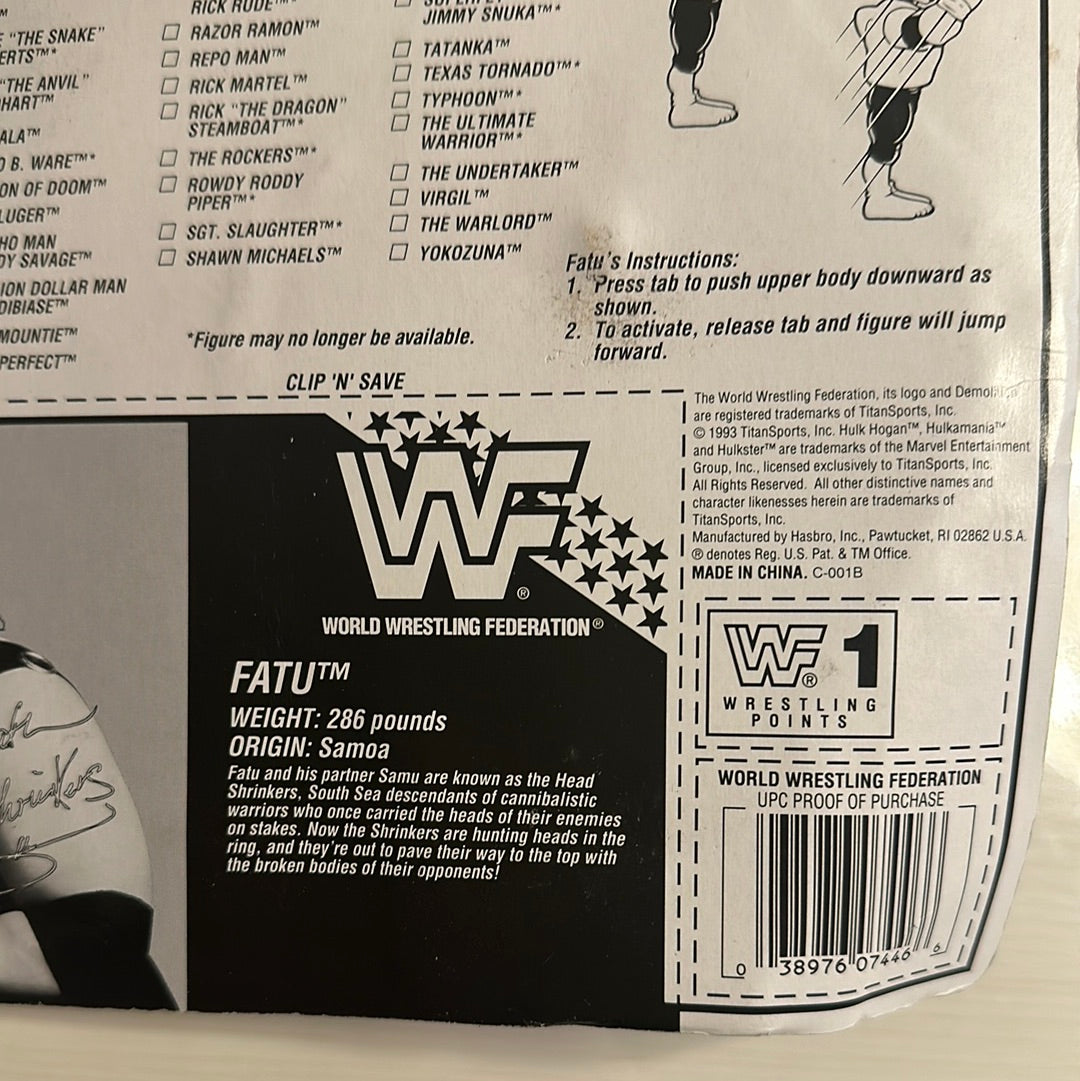 RICK RUDE™*
☐ RAZOR RAMON™
☐ REPO MAN™
☐ RICK MARTEL™
☐ RICK "THE DRAGON"
STEAMBOAT™*
☐ THE ROCKERS™*
☐ ROWDY RODDY
PIPER™*
☐ SGT. SLAUGHTER™*
☐ SHAWN MICHAELS™
JIMMY SNUKA™*
☐ TATANKA™
☐ TEXAS TORNADO™*
☐ TYPHOON™*
☐ THE ULTIMATE
WARRIOR™*
☐ THE UNDERTAKER™
☐ VIRGIL™
☐ THE WARLORD™
☐ YOKOZUNA™
"THE SNAKE"
ERTS™*
"THE ANVIL"
HART™
ALA™
B. WARE™*
ON OF DOOM™
LUGER™
HO MAN
DY SAVAGE™
ION DOLLAR MAN
DIBIASE™
MOUNTIE™
PERFECT™
*Figure may no longer be available.
Fatu's Instructions:
1. Press tab to push upper body downward as
shown.
2. To activate, release tab and figure will jump
forward.
CLIP 'N' SAVE
WF
®
WORLD WRESTLING FEDERATION®
FATU™
WEIGHT: 286 pounds
ORIGIN: Samoa
Fatu and his partner Samu are known as the Head
Shrinkers, South Sea descendants of cannibalistic
warriors who once carried the heads of their enemies
on stakes. Now the Shrinkers are hunting heads in the
ring, and they're out to pave their way to the top with
the broken bodies of their opponents!
The World Wrestling Federation, its logo and Demolition
are registered trademarks of TitanSports, Inc.
© 1993 TitanSports, Inc. Hulk Hogan™, Hulkamania™
and Hulkster™ are trademarks of the Marvel Entertainment
Group, Inc., licensed exclusively to TitanSports, Inc.
All Rights Reserved. All other distinctive names and
character likenesses herein are trademarks of
TitanSports, Inc.
Manufactured by Hasbro, Inc., Pawtucket, RI 02862 U.S.A.
® denotes Reg. U.S. Pat. & TM Office.
MADE IN CHINA. C-001B
WF® 1
WRESTLING
POINTS
WORLD WRESTLING FEDERATION
UPC PROOF OF PURCHASE
0 38976 07446 6